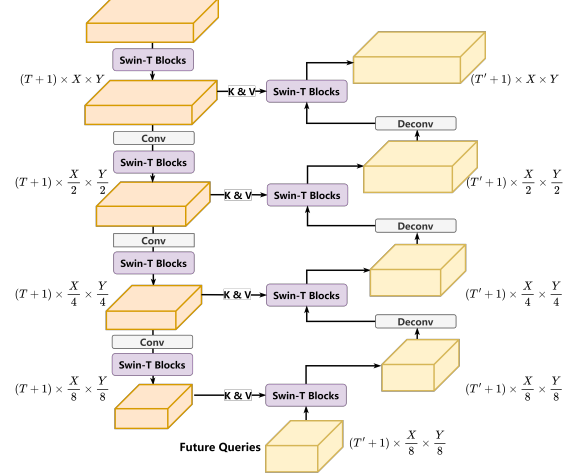 Swin-T Blocks
(T + 1) × X × Y
K & V
Swin-T Blocks
(T′ + 1) × X × Y
Conv
Deconv
Swin-T Blocks
(T + 1) × X/2 × Y/2
K & V
Swin-T Blocks
(T′ + 1) × X/2 × Y/2
Conv
Deconv
Swin-T Blocks
(T + 1) × X/4 × Y/4
K & V
Swin-T Blocks
(T′ + 1) × X/4 × Y/4
Conv
Deconv
Swin-T Blocks
(T + 1) × X/8 × Y/8
K & V
Swin-T Blocks
(T′ + 1) × X/8 × Y/8
Future Queries
(T′ + 1) × X/8 × Y/8